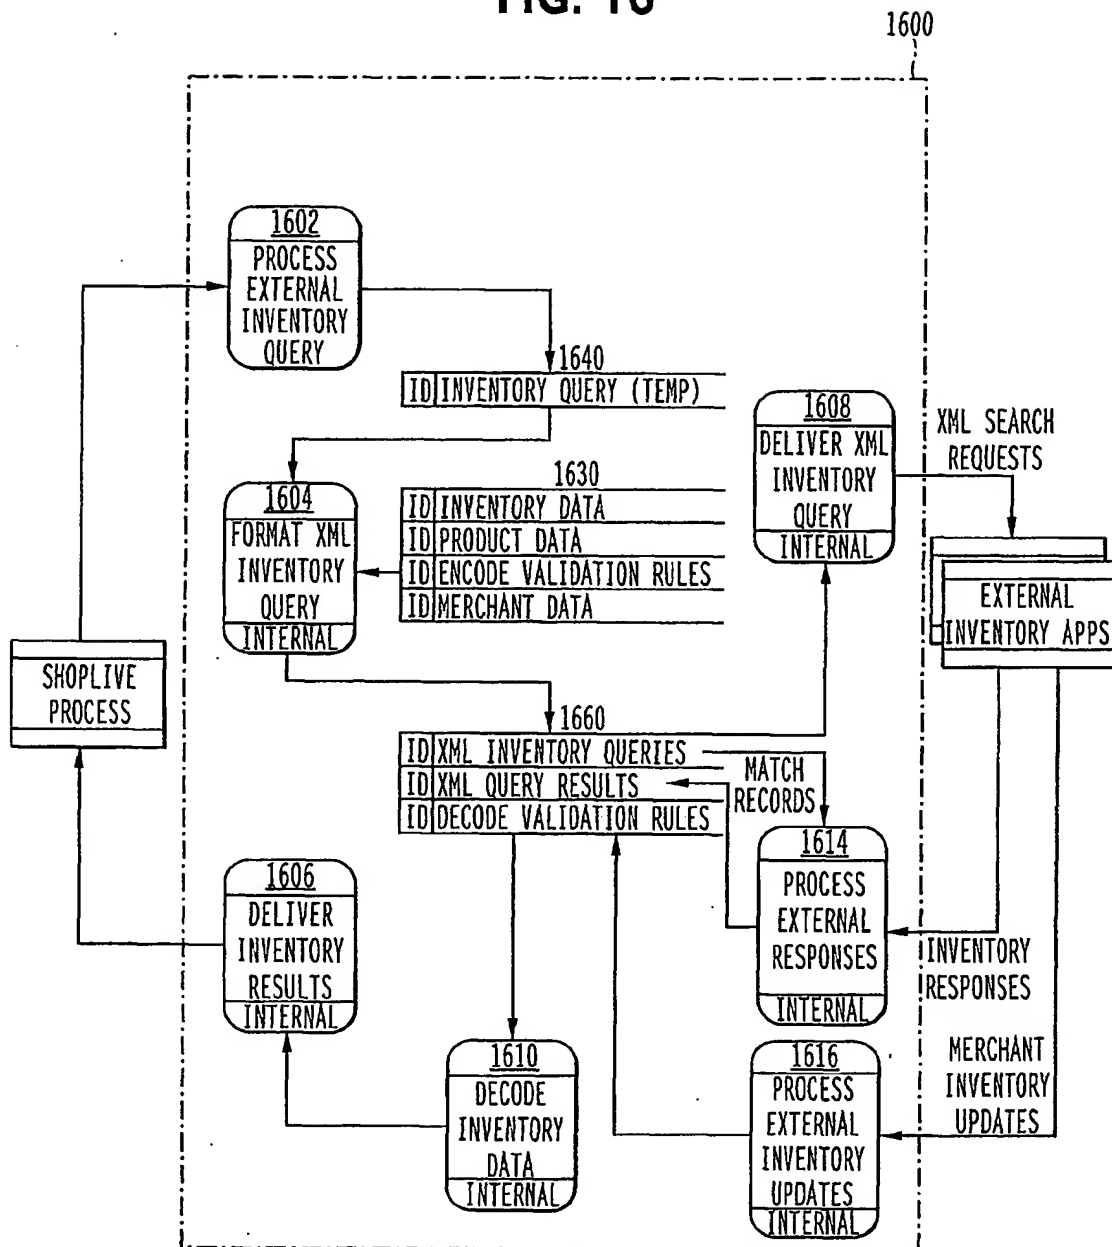 FIG. 16
1600
1602
PROCESS
EXTERNAL
INVENTORY
QUERY
1640
ID INVENTORY QUERY (TEMP)
1608
DELIVER XML
INVENTORY
QUERY
INTERNAL
XML SEARCH
REQUESTS
1604
FORMAT XML
INVENTORY
QUERY
INTERNAL
1630
ID INVENTORY DATA
ID PRODUCT DATA
ID ENCODE VALIDATION RULES
ID MERCHANT DATA
EXTERNAL
INVENTORY APPS
SHOPLIVE
PROCESS
1660
ID XML INVENTORY QUERIES
ID XML QUERY RESULTS
ID DECODE VALIDATION RULES
MATCH
RECORDS
1614
PROCESS
EXTERNAL
RESPONSES
INTERNAL
INVENTORY
RESPONSES
1606
DELIVER
INVENTORY
RESULTS
INTERNAL
1610
DECODE
INVENTORY
DATA
INTERNAL
1616
PROCESS
EXTERNAL
INVENTORY
UPDATES
INTERNAL
MERCHANT
INVENTORY
UPDATES